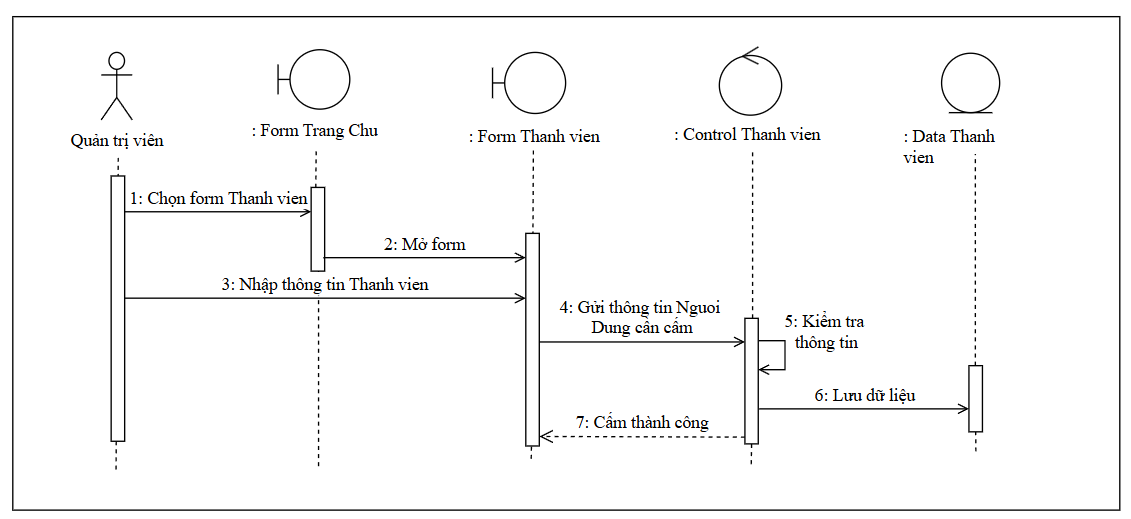 Quản trị viên
: Form Trang Chu
: Form Thanh vien
: Control Thanh vien
: Data Thanh
vien
1: Chọn form Thanh vien
2: Mở form
3: Nhập thông tin Thanh vien
4: Gửi thông tin Nguoi
Dung cần cấm
5: Kiểm tra
thông tin
6: Lưu dữ liệu
7: Cấm thành công